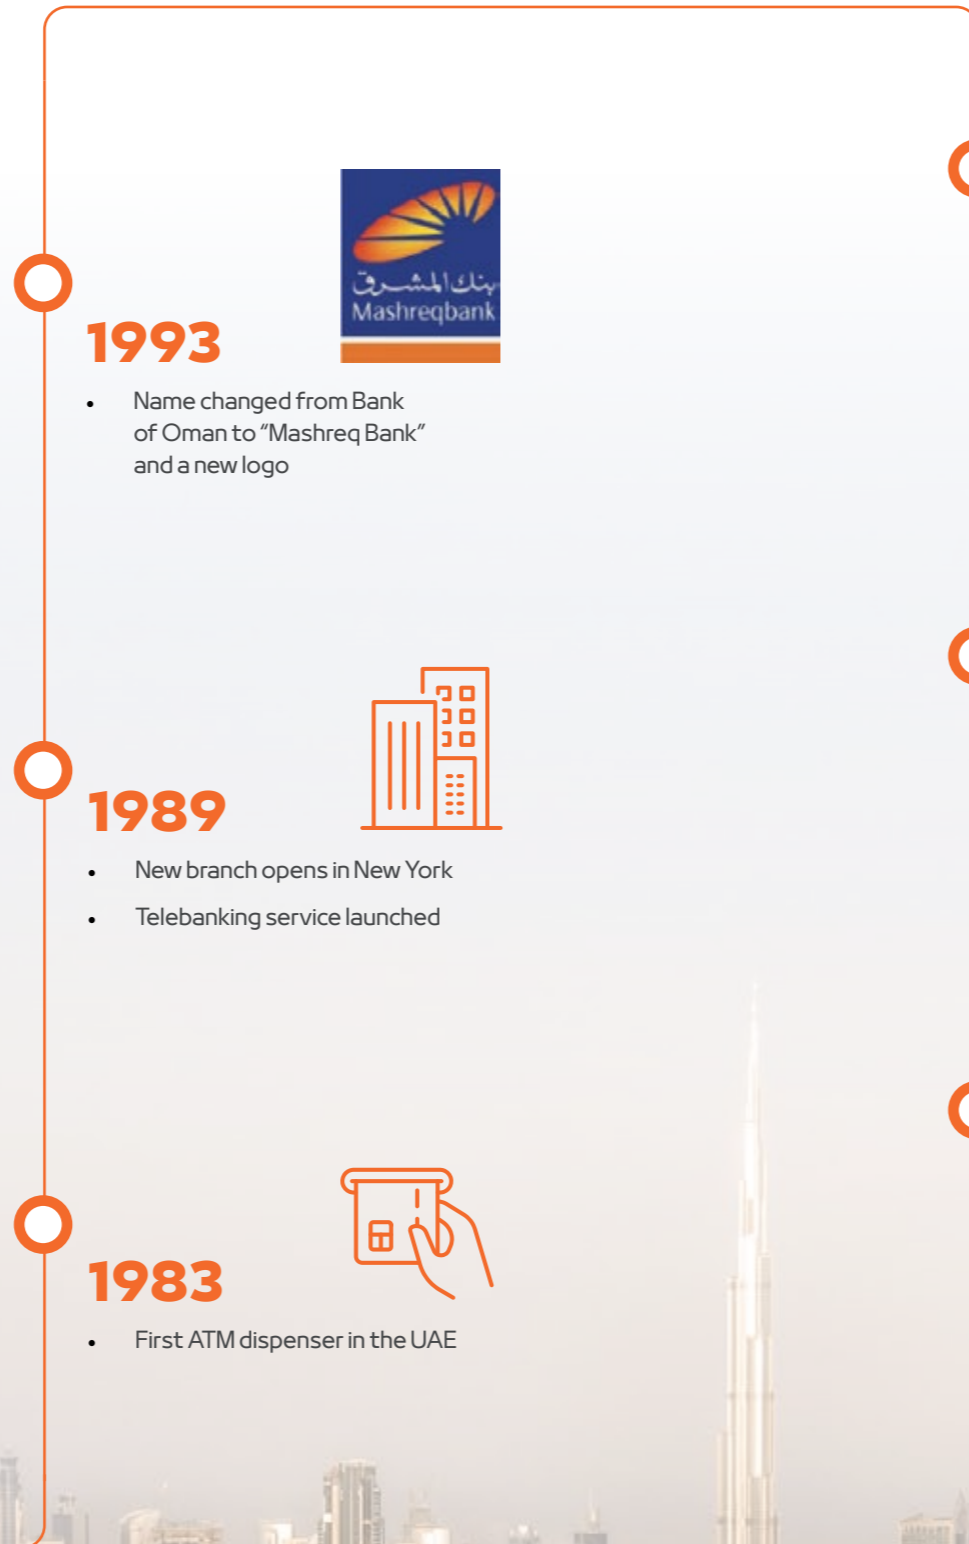 بنك المشرق
Mashreqbank
1993
• Name changed from Bank
of Oman to “Mashreq Bank”
and a new logo
1989
• New branch opens in New York
• Telebanking service launched
1983
• First ATM dispenser in the UAE